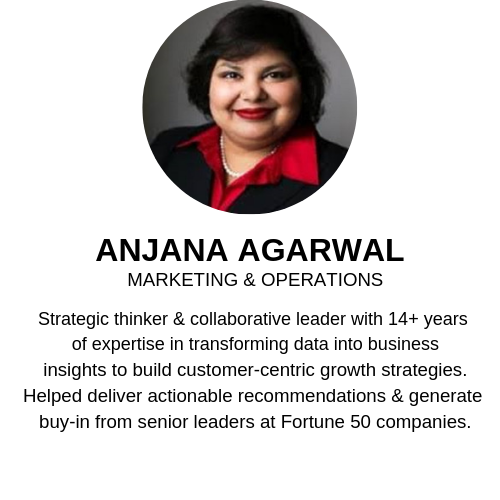 ANJANA AGARWAL
MARKETING & OPERATIONS
Strategic thinker & collaborative leader with 14+ years
of expertise in transforming data into business
insights to build customer-centric growth strategies.
Helped deliver actionable recommendations & generate
buy-in from senior leaders at Fortune 50 companies.